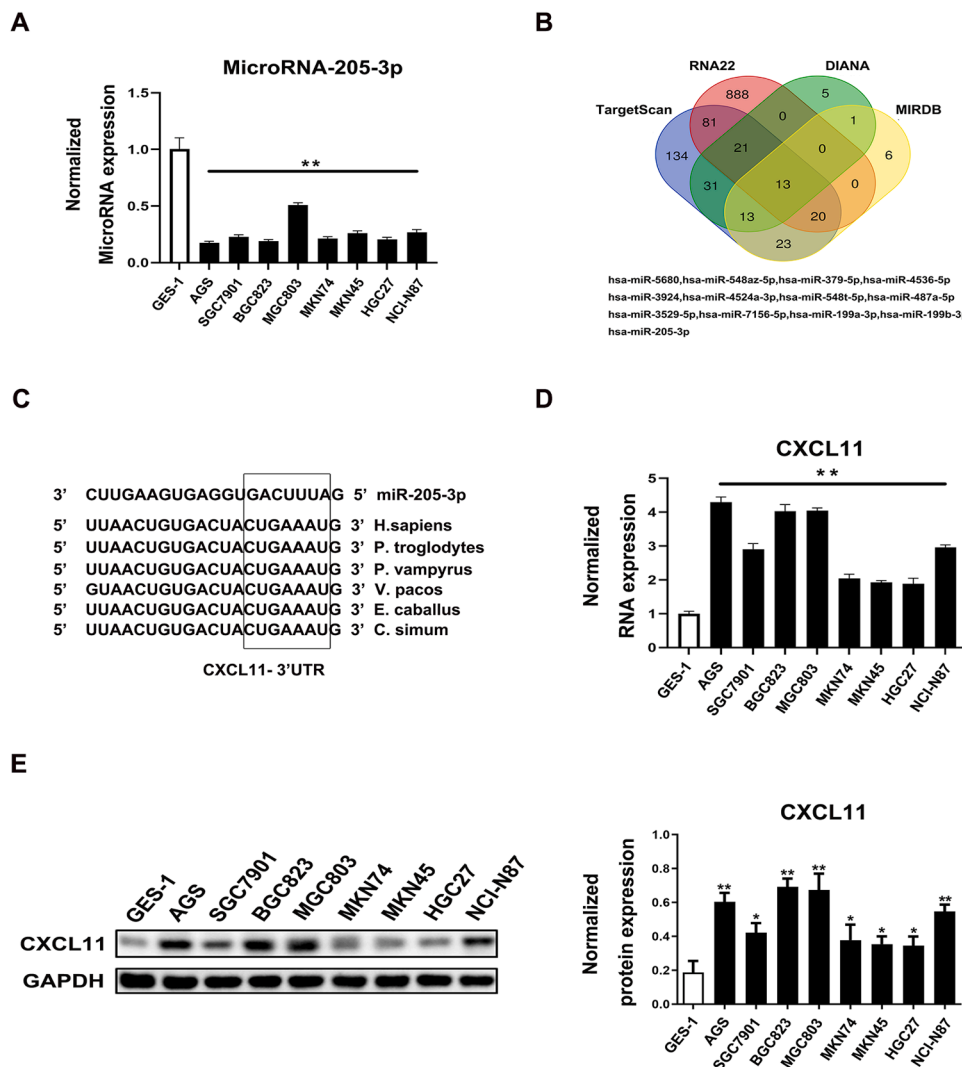 A
MicroRNA-205-3p
Normalized
MicroRNA expression
1.5
1.0
0.5
0.0
**
GES-1
AGS
SGC7901
BGC823
MGC803
MKN74
MKN45
HGC27
NCI-N87
B
RNA22
DIANA
TargetScan
MIRDB
888
5
81
0
1
134
21
0
6
31
13
0
13
20
23
hsa-miR-5680,hsa-miR-548az-5p,hsa-miR-379-5p,hsa-miR-4536-5p
hsa-miR-3924,hsa-miR-4524a-3p,hsa-miR-548t-5p,hsa-miR-487a-5p
hsa-miR-3529-5p,hsa-miR-7156-5p,hsa-miR-199a-3p,hsa-miR-199b-3
hsa-miR-205-3p
C
3’ CUUGAAGUGAGGUGACUUUAG 5’ miR-205-3p
5’ UUAACUGUGACUACUGAAAUG 3’ H.sapiens
5’ UUAACUGUGACUACUGAAAUG 3’ P. troglodytes
5’ UUAACUGUGACUACUGAAAUG 3’ P. vampyrus
5’ GUAACUGUGACUACUGAAAUG 3’ V. pacos
5’ UUAACUGUGACUACUGAAAUG 3’ E. caballus
5’ UUAACUGUGACUACUGAAAUG 3’ C. simum
CXCL11- 3’UTR
D
CXCL11
Normalized
RNA expression
5
4
3
2
1
0
**
GES-1
AGS
SGC7901
BGC823
MGC803
MKN74
MKN45
HGC27
NCI-N87
E
GES-1
AGS
SGC7901
BGC823
MGC803
MKN74
MKN45
HGC27
NCI-N87
CXCL11
GAPDH
CXCL11
Normalized
protein expression
1.0
0.8
0.6
0.4
0.2
0.0
**
*
**
**
*
*
*
**
GES-1
AGS
SGC7901
BGC823
MGC803
MKN74
MKN45
HGC27
NCI-N87